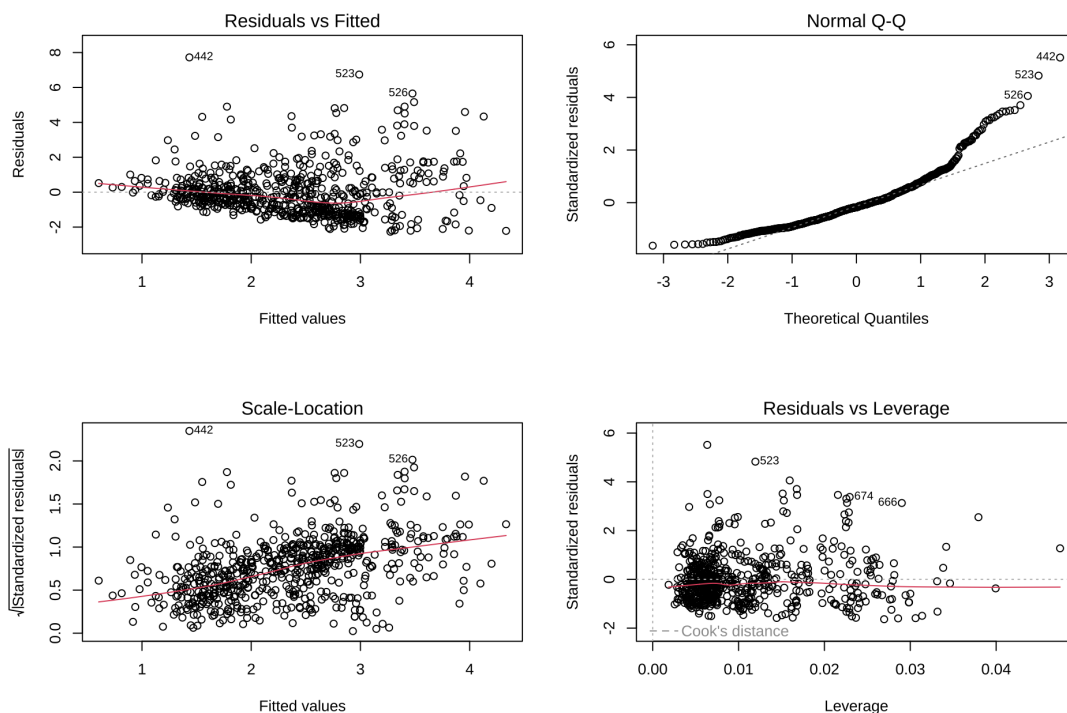 Residuals vs Fitted
Residuals
-2 0 2 4 6 8
442
523
526
1 2 3 4
Fitted values
Normal Q-Q
Standardized residuals
0 2 4 6
442
523
526
-3 -2 -1 0 1 2 3
Theoretical Quantiles
Scale-Location
√|Standardized residuals|
0.0 0.5 1.0 1.5 2.0
442
523
526
1 2 3 4
Fitted values
Residuals vs Leverage
Standardized residuals
-2 0 2 4 6
523
674
666
Cook's distance
0.00 0.01 0.02 0.03 0.04
Leverage